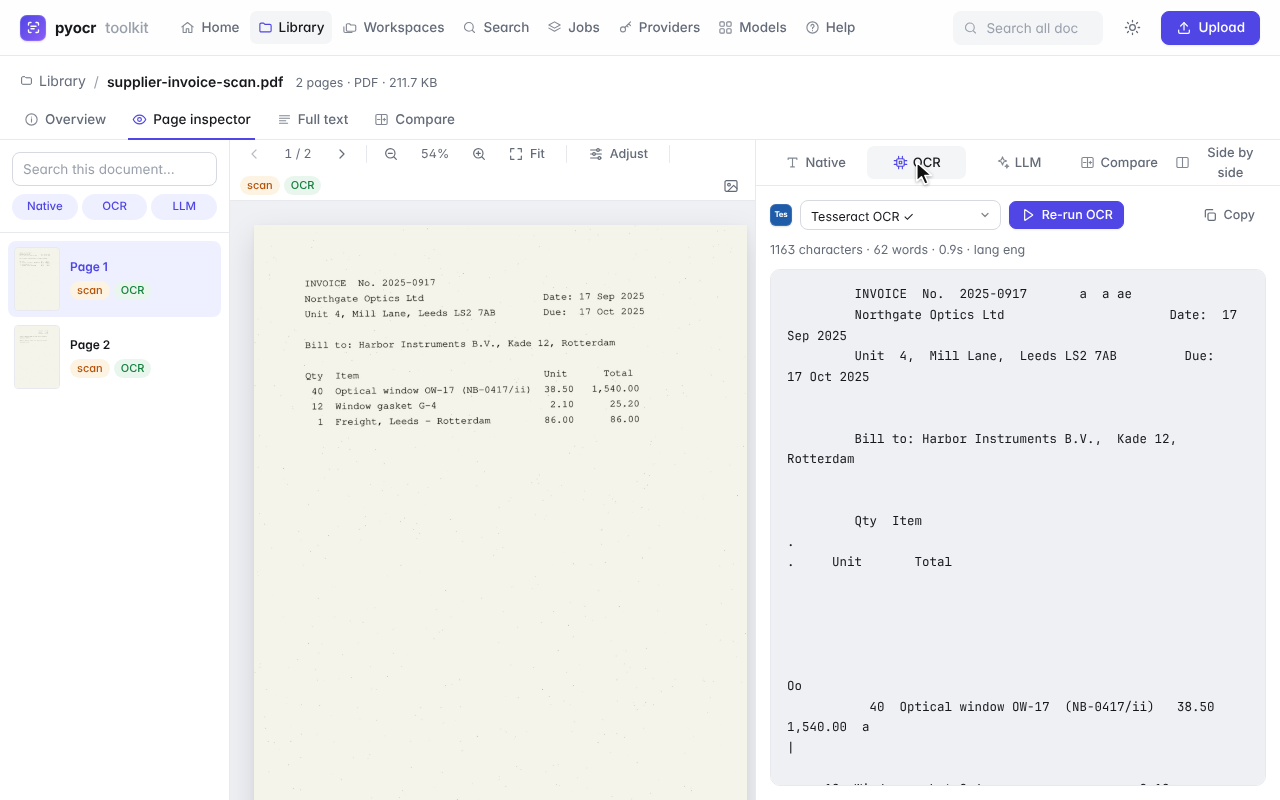 pyocr toolkit
Home
Library
Workspaces
Search
Jobs
Providers
Models
Help
Search all doc
Upload
Library / supplier-invoice-scan.pdf 2 pages · PDF · 211.7 KB
Overview
Page inspector
Full text
Compare
Search this document...
Native
OCR
LLM
Page 1
scan OCR
Page 2
scan OCR
1 / 2
54%
Fit
Adjust
scan OCR
INVOICE No. 2025-0917
Northgate Optics Ltd Date: 17 Sep 2025
Unit 4, Mill Lane, Leeds LS2 7AB Due: 17 Oct 2025
Bill to: Harbor Instruments B.V., Kade 12, Rotterdam
Qty Item Unit Total
40 Optical window OW-17 (NB-0417/ii) 38.50 1,540.00
12 Window gasket G-4 2.10 25.20
1 Freight, Leeds - Rotterdam 86.00 86.00
Native
OCR
LLM
Compare
Side by
side
Tes
Tesseract OCR ✓
Re-run OCR
Copy
1163 characters · 62 words · 0.9s · lang eng
INVOICE No. 2025-0917 a a ae
Northgate Optics Ltd Date: 17
Sep 2025
Unit 4, Mill Lane, Leeds LS2 7AB Due:
17 Oct 2025
Bill to: Harbor Instruments B.V., Kade 12,
Rotterdam
Qty Item
.
. Unit Total
Oo
40 Optical window OW-17 (NB-0417/ii) 38.50
1,540.00 a
|